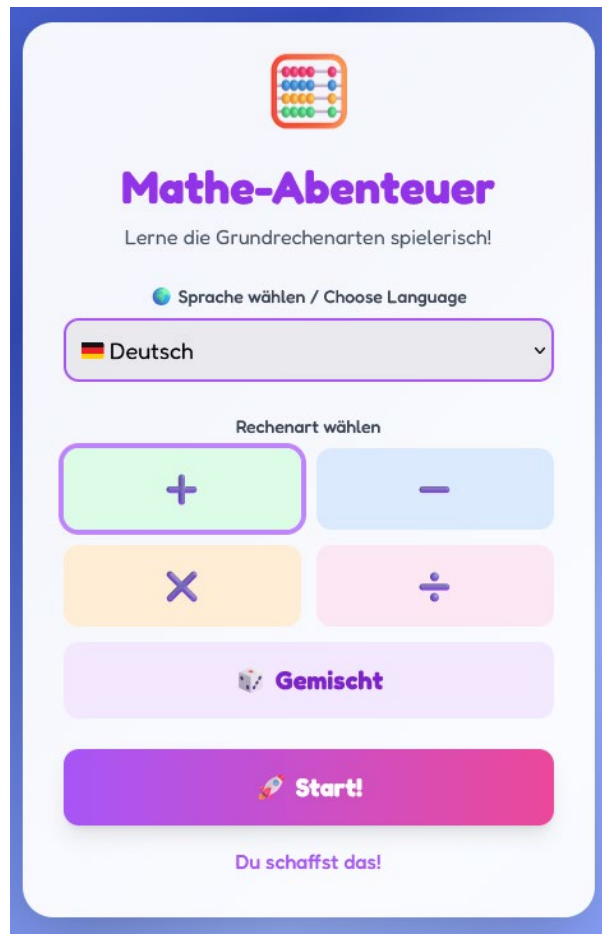 Mathe-Abenteuer
Lerne die Grundrechenarten spielerisch!
🌍 Sprache wählen / Choose Language
🇩🇪 Deutsch
Rechenart wählen
➕ ➖
✖️ ➗
🎲 Gemischt
🚀 Start!
Du schaffst das!